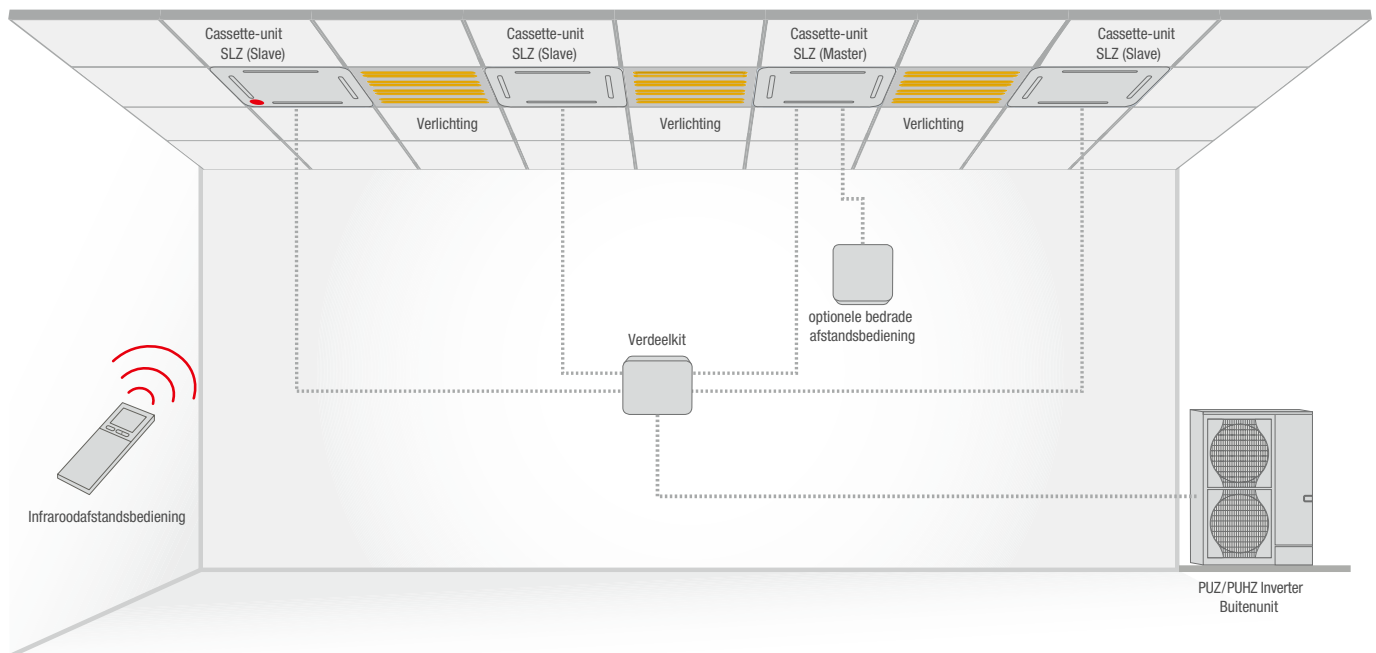 Cassette-unit
SLZ (Slave)
Cassette-unit
SLZ (Slave)
Cassette-unit
SLZ (Master)
Cassette-unit
SLZ (Slave)
Verlichting
Verlichting
Verlichting
optionele bedrade
afstandsbediening
Verdeelkit
Infraroodafstandsbediening
PUZ/PUHZ Inverter
Buitenunit